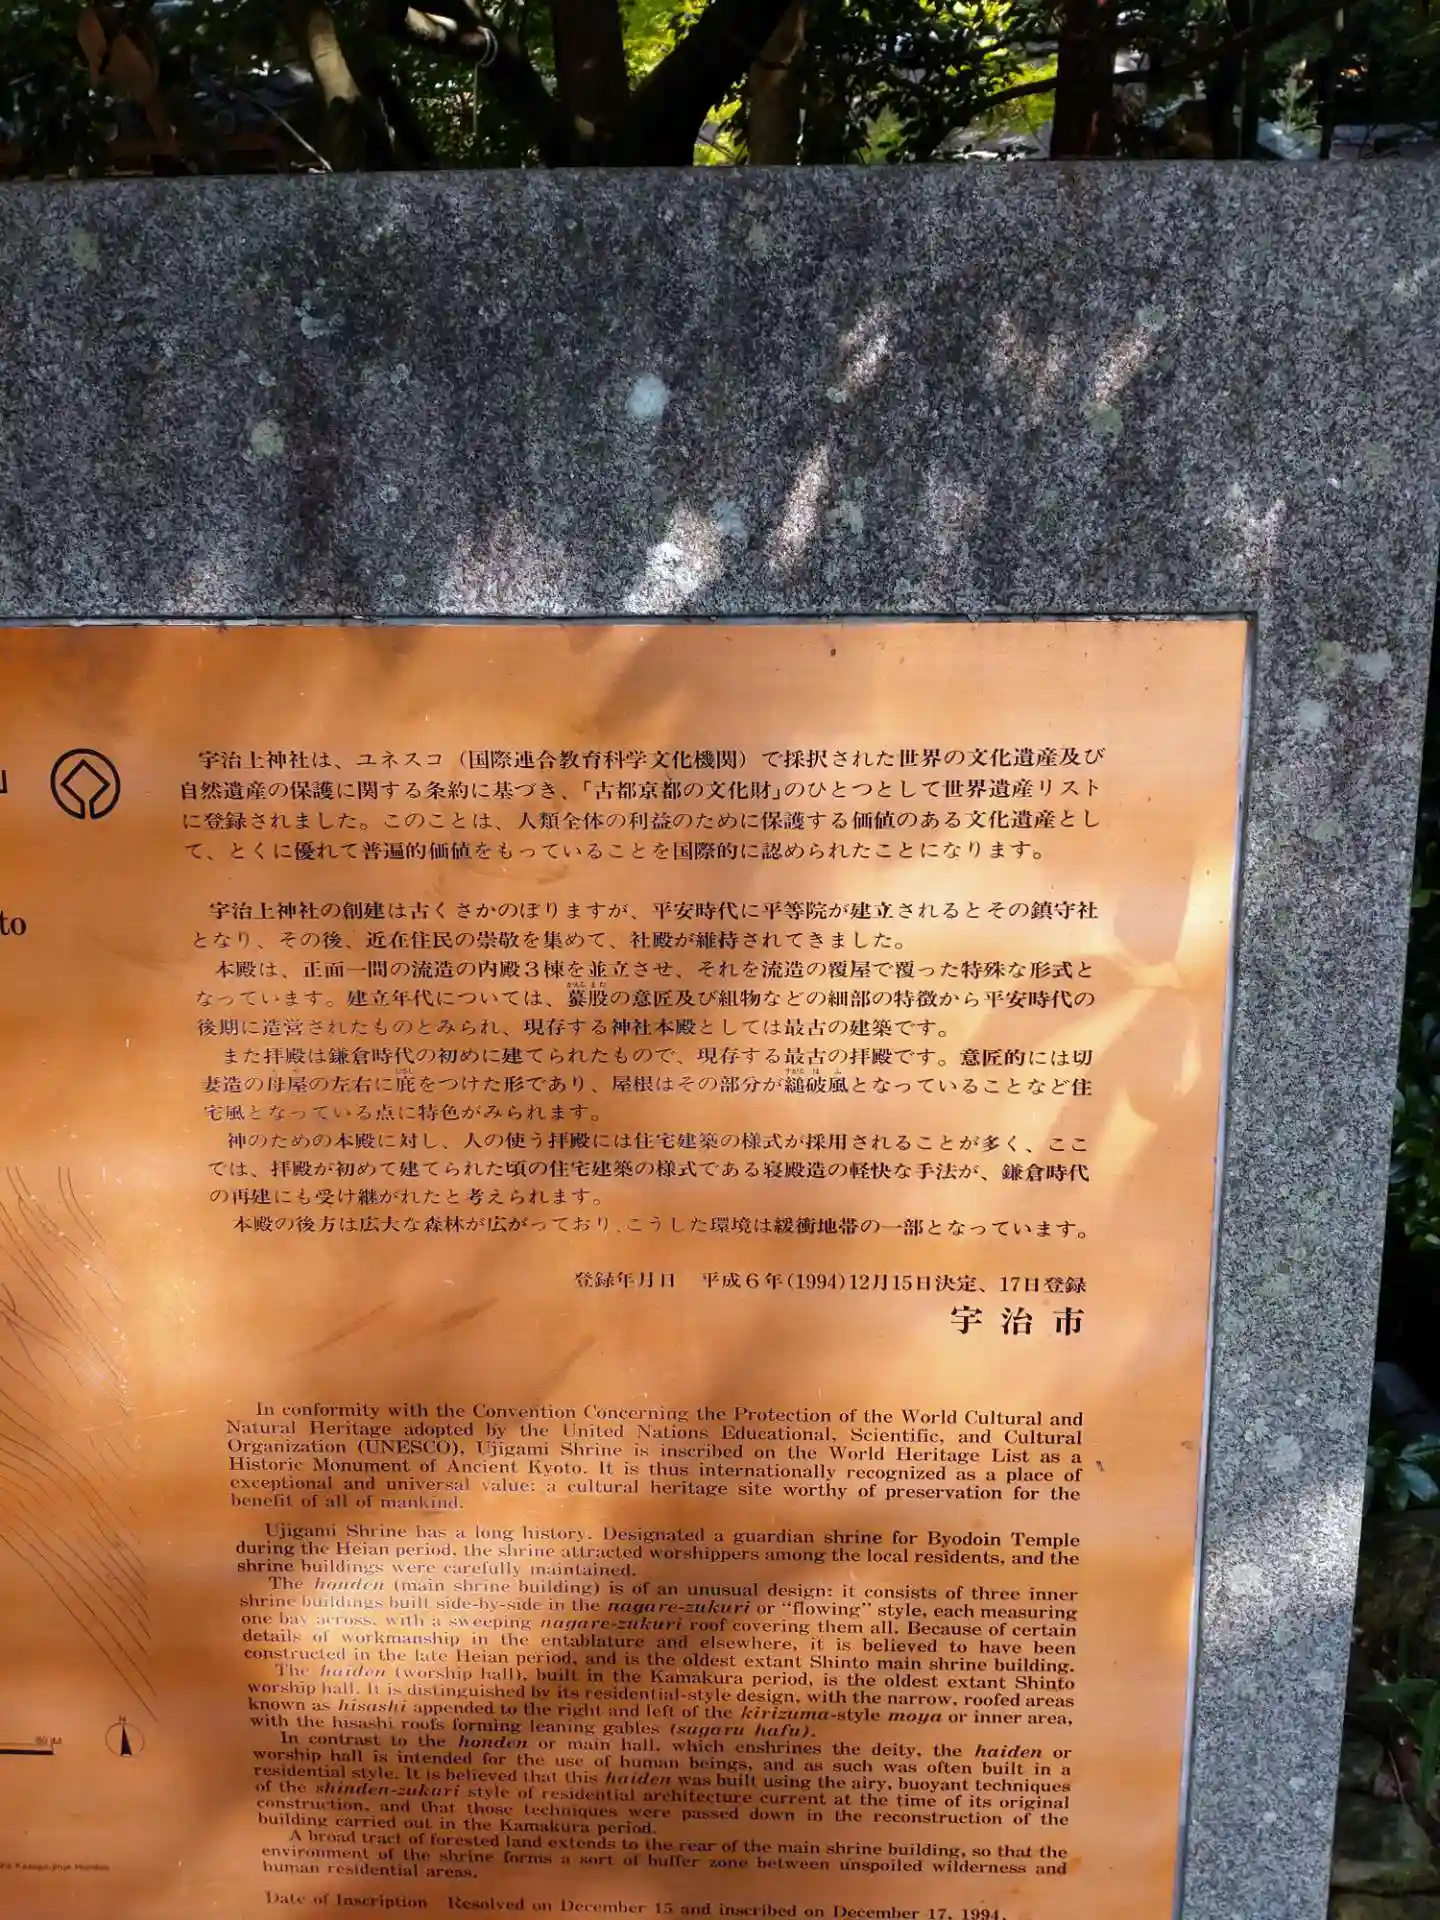 宇治上神社は、ユネスコ（国際連合教育科学文化機関）で採択された世界の文化遺産及び
自然遺産の保護に関する条約に基づき、「古都京都の文化財」のひとつとして世界遺産リスト
に登録されました。このことは、人類全体の利益のために保護する価値のある文化遺産とし
て、とくに優れて普遍的価値をもっていることを国際的に認められたことになります。
to
宇治上神社の創建は古くさかのぼりますが、平安時代に平等院が建立されるとその鎮守社
となり、その後、近在住民の崇敬を集めて、社殿が維持されてきました。
本殿は、正面一間の流造の内殿３棟を並立させ、それを流造の覆屋で覆った特殊な形式と
なっています。建立年代については、蟇股の意匠及び組物などの細部の特徴から平安時代の
後期に造営されたものとみられ、現存する神社本殿としては最古の建築です。
また拝殿は鎌倉時代の初めに建てられたもので、現存する最古の拝殿です。意匠的には切
妻造の母屋の左右に庇をつけた形であり、屋根はその部分が縋破風となっていることなど住
宅風となっている点に特色がみられます。
神のための本殿に対し、人の使う拝殿には住宅建築の様式が採用されることが多く、ここ
では、拝殿が初めて建てられた頃の住宅建築の様式である寝殿造の軽快な手法が、鎌倉時代
の再建にも受け継がれたと考えられます。
本殿の後方は広大な森林が広がっており、こうした環境は緩衝地帯の一部となっています。
登録年月日　平成６年(1994)12月15日決定、17日登録
宇治市
In conformity with the Convention Concerning the Protection of the World Cultural and
Natural Heritage adopted by the United Nations Educational, Scientific, and Cultural
Organization (UNESCO), Ujigami Shrine is inscribed on the World Heritage List as a
Historic Monument of Ancient Kyoto. It is thus internationally recognized as a place of
exceptional and universal value: a cultural heritage site worthy of preservation for the
benefit of all of mankind.
Ujigami Shrine has a long history. Designated a guardian shrine for Byodoin Temple
during the Heian period, the shrine attracted worshippers among the local residents, and the
shrine buildings were carefully maintained.
The honden (main shrine building) is of an unusual design: it consists of three inner
shrine buildings built side-by-side in the nagare-zukuri or “flowing” style, each measuring
one bay across, with a sweeping nagare-zukuri roof covering them all. Because of certain
details of workmanship in the entablature and elsewhere, it is believed to have been
constructed in the late Heian period, and is the oldest extant Shinto main shrine building.
The haiden (worship hall), built in the Kamakura period, is the oldest extant Shinto
worship hall. It is distinguished by its residential-style design, with the narrow, roofed areas
known as hisashi appended to the right and left of the kirizuma-style moya or inner area,
with the hisashi roofs forming leaning gables (sugaru hafu).
In contrast to the honden or main hall, which enshrines the deity, the haiden or
worship hall is intended for the use of human beings, and as such was often built in a
residential style. It is believed that this haiden was built using the airy, buoyant techniques
of the shinden-zukuri style of residential architecture current at the time of its original
construction, and that those techniques were passed down in the reconstruction of the
building carried out in the Kamakura period.
A broad tract of forested land extends to the rear of the main shrine building, so that the
environment of the shrine forms a sort of buffer zone between unspoiled wilderness and
human residential areas.
Date of Inscription Resolved on December 15 and inscribed on December 17, 1994.
N